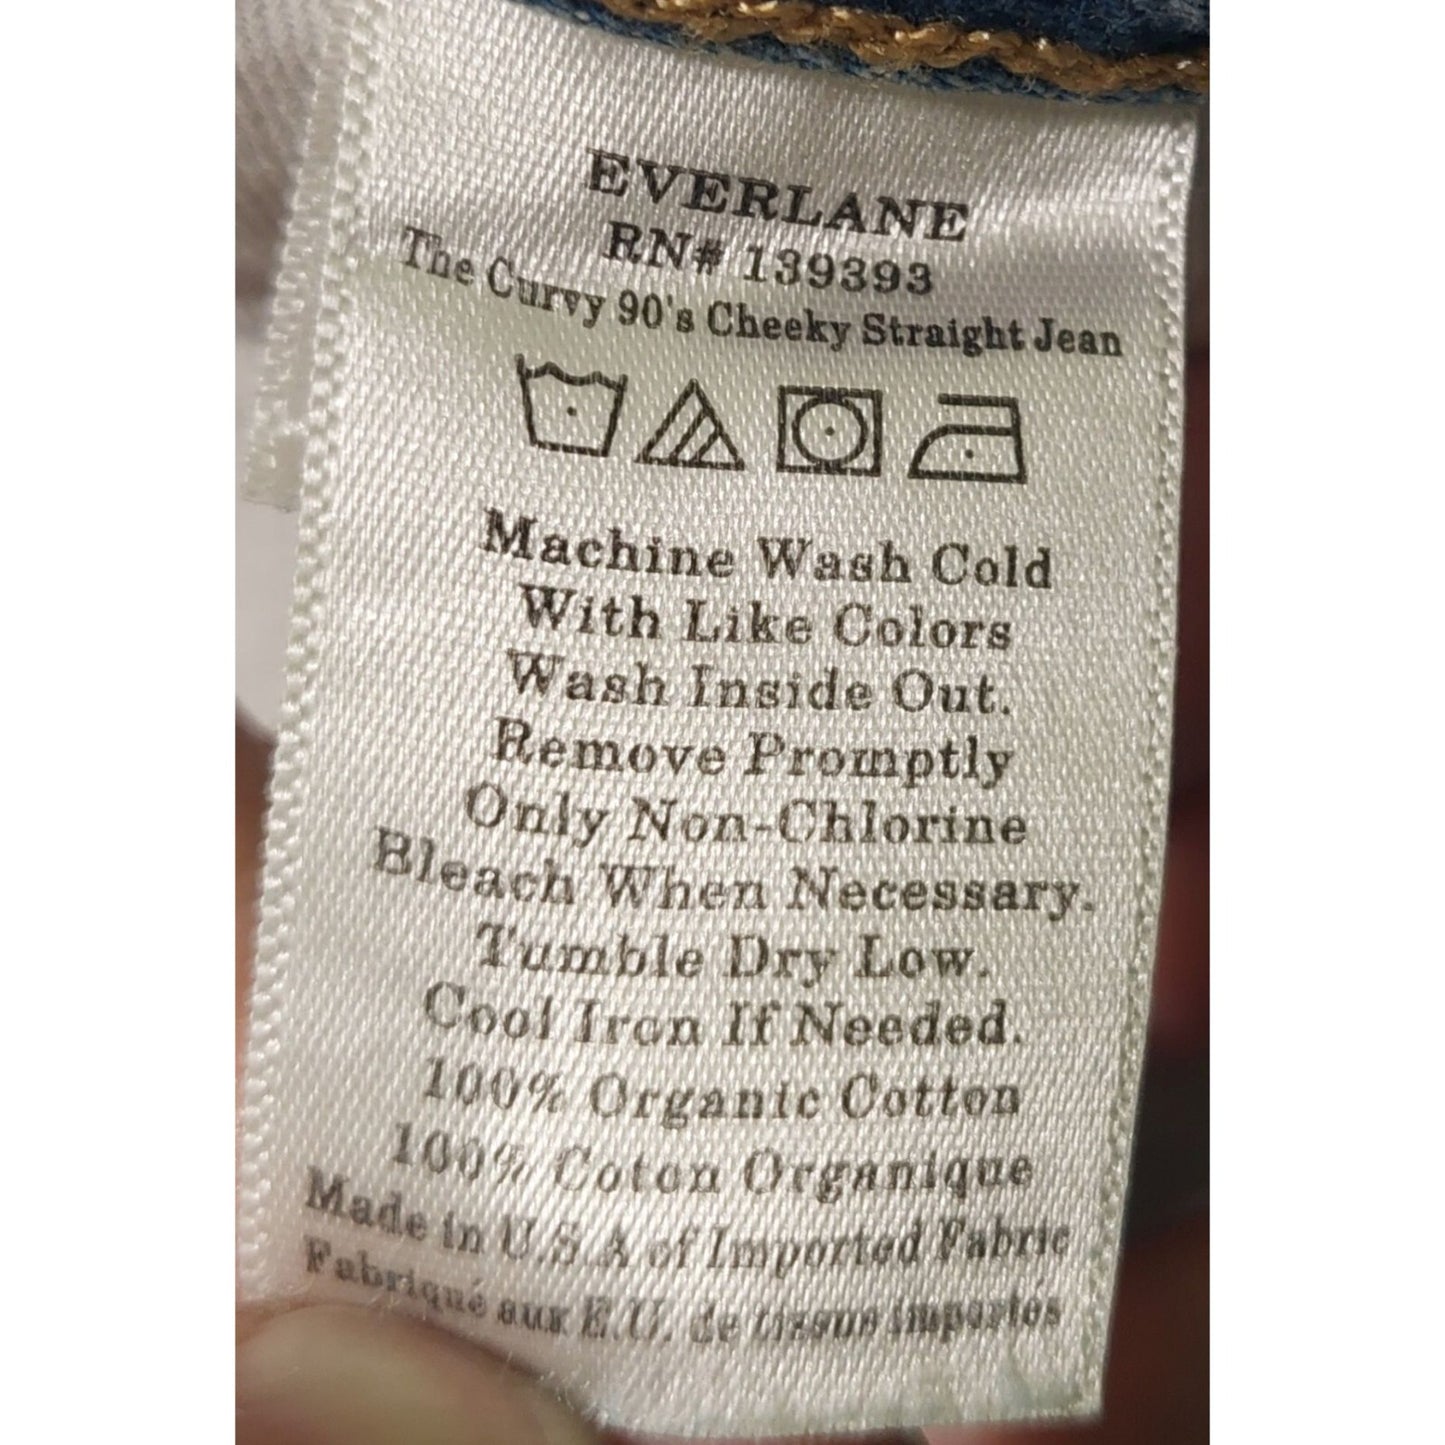 EVERLANE
RN# 139393
The Curvy 90's Cheeky Straight Jean
Machine Wash Cold
With Like Colors
Wash Inside Out.
Remove Promptly
Only Non-Chlorine
Bleach When Necessary.
Tumble Dry Low.
Cool Iron If Needed.
100% Organic Cotton
100% Coton Organique
Made in U.S.A of Imported Fabric
Fabriqué aux E.U. de tissus importés